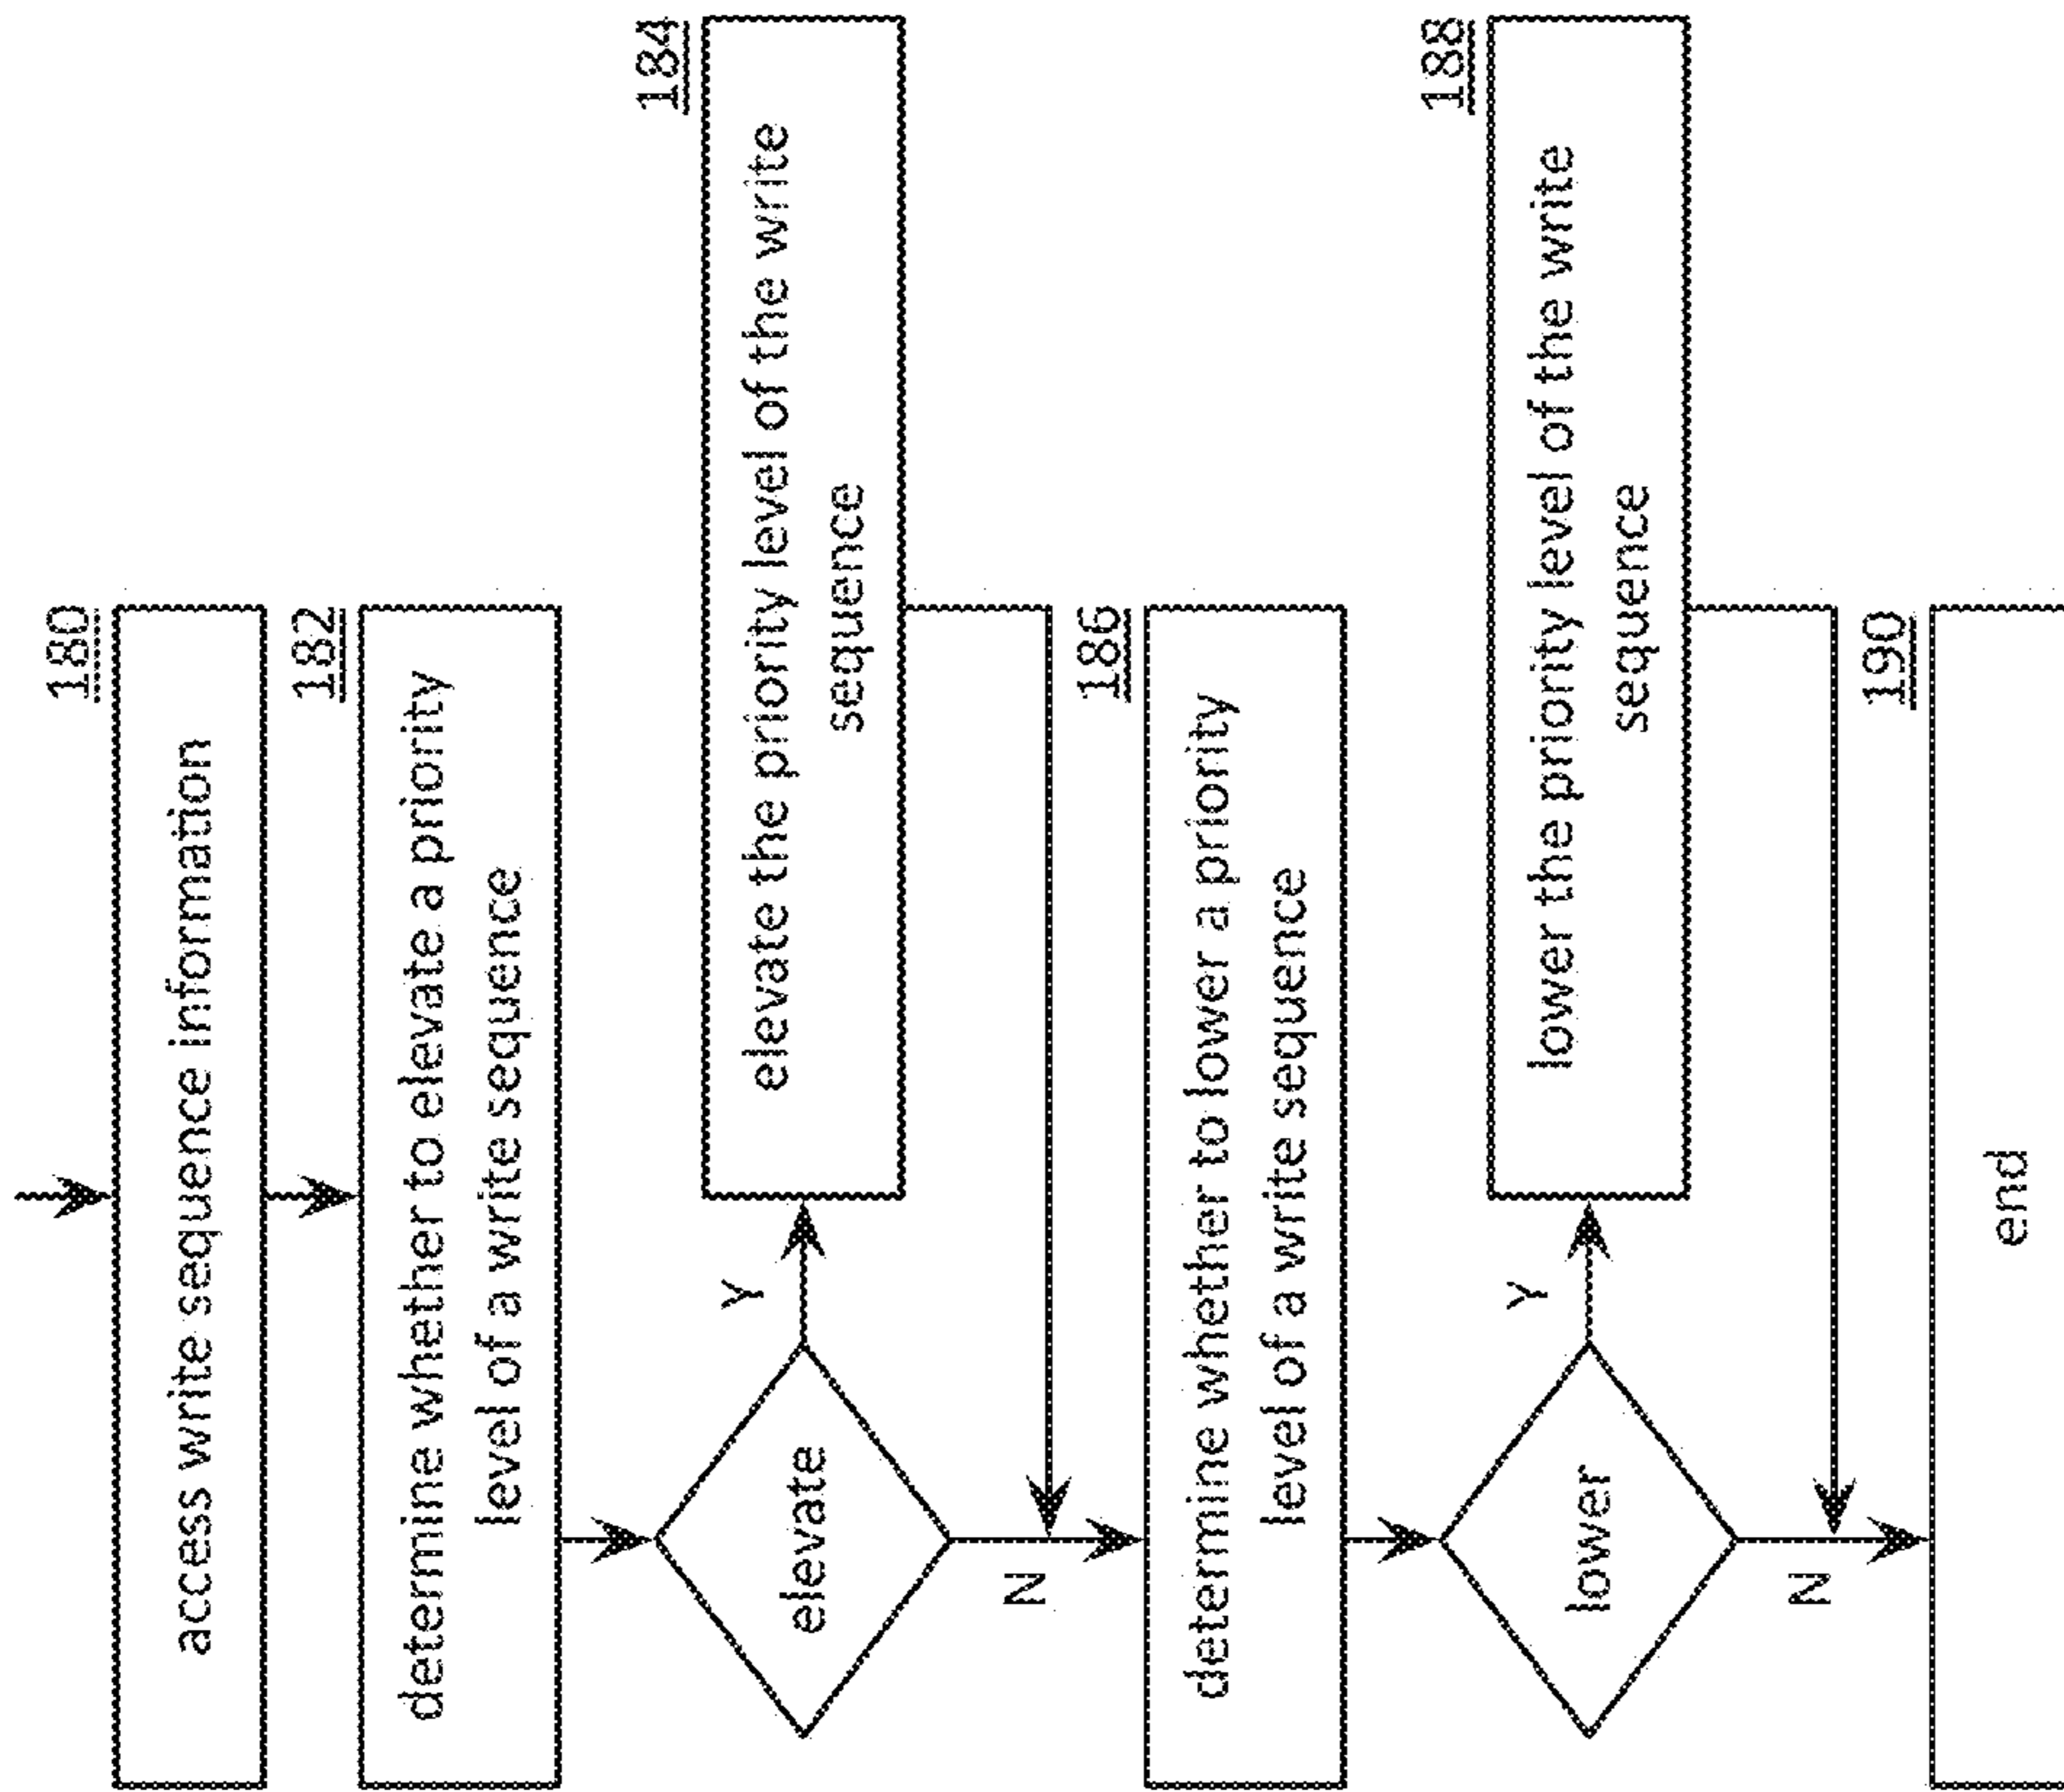 180
access write sequence information
182
determine whether to elevate a priority
level of a write sequence
elevate
Y
184
elevate the priority level of the write
sequence
N
186
determine whether to lower a priority
level of a write sequence
lower
Y
188
lower the priority level of the write
sequence
N
190
end